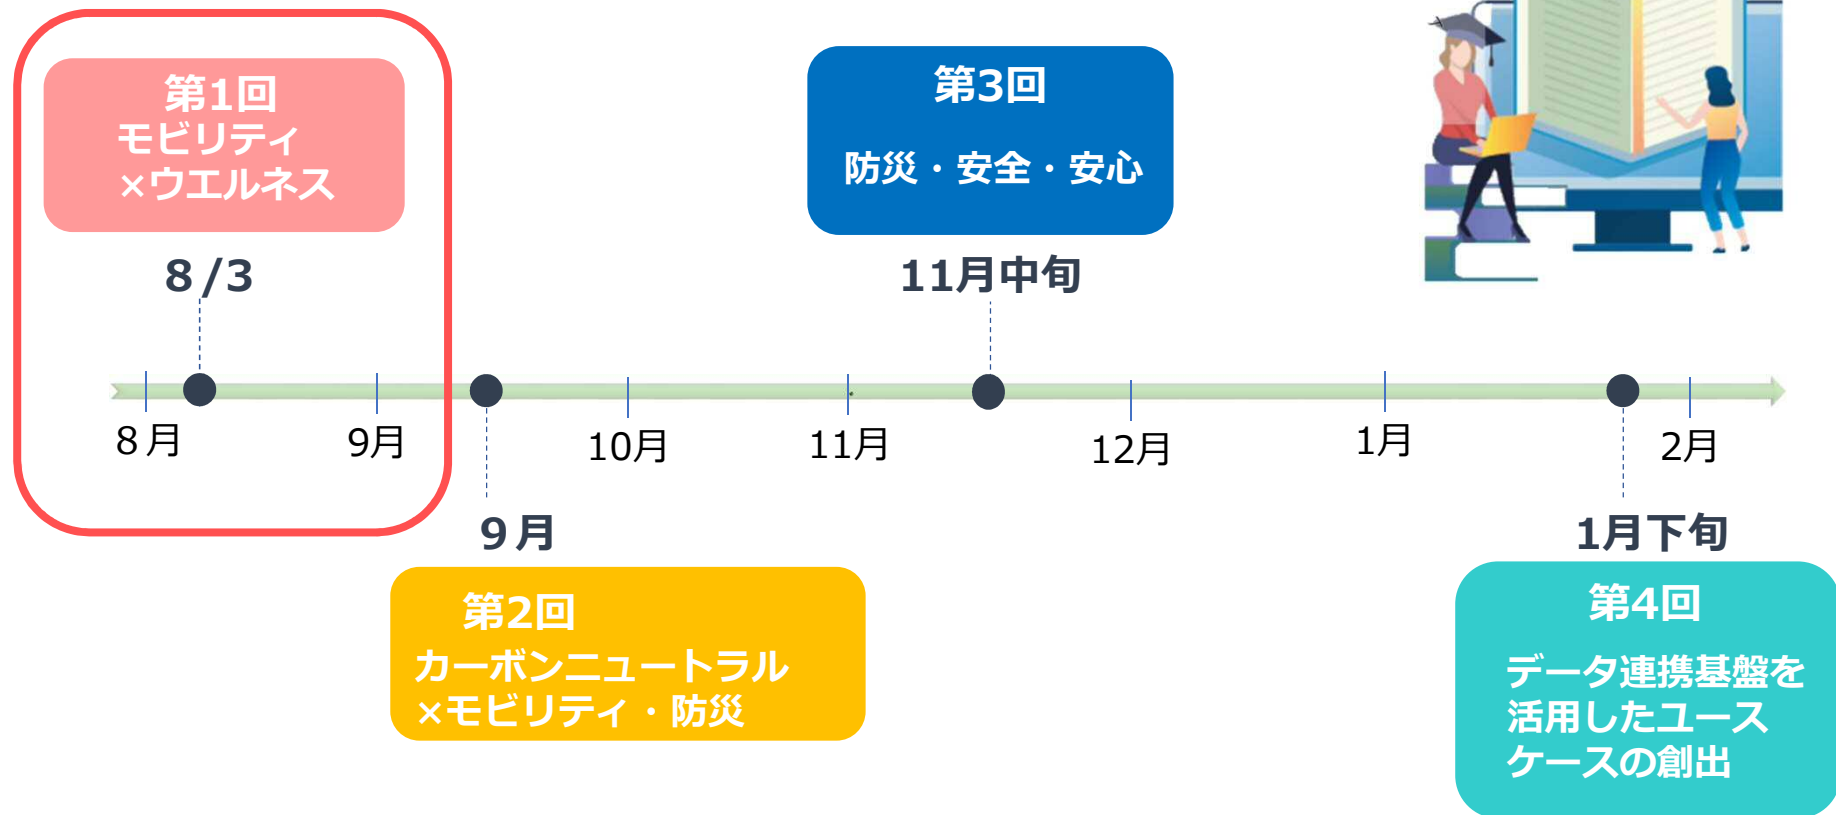 第1回
モビリティ
×ウエルネス
8/3
第3回
防災・安全・安心
11月中旬
8月
9月
10月
11月
12月
1月
2月
9月
第2回
カーボンニュートラル
×モビリティ・防災
1月下旬
第4回
データ連携基盤を
活用したユース
ケースの創出